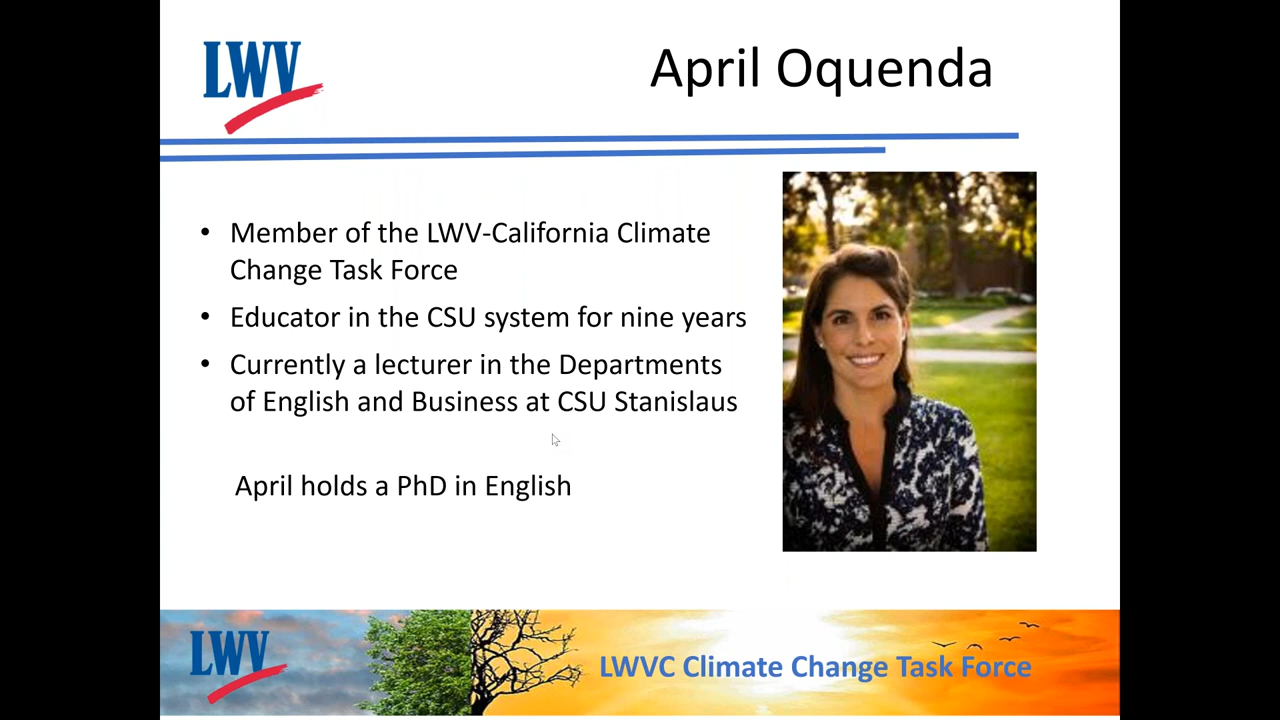 LWV
April Oquenda
• Member of the LWV-California Climate
Change Task Force
• Educator in the CSU system for nine years
• Currently a lecturer in the Departments
of English and Business at CSU Stanislaus
April holds a PhD in English
LWV
LWVC Climate Change Task Force